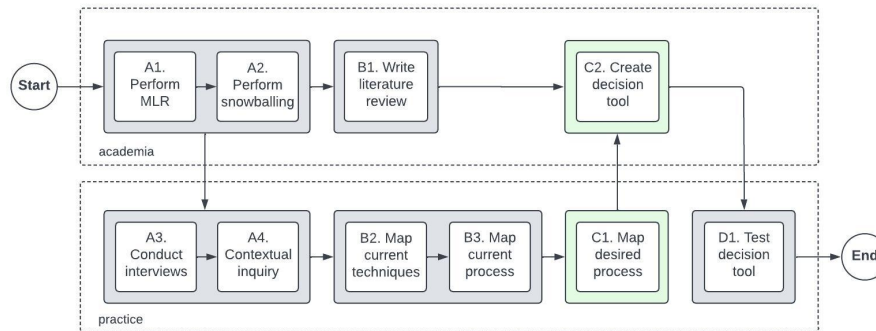 Start
A1.
Perform
MLR
A2.
Perform
snowballing
B1. Write
literature
review
C2. Create
decision
tool
academia
A3.
Conduct
interviews
A4.
Contextual
inquiry
B2. Map
current
techniques
B3. Map
current
process
C1. Map
desired
process
D1. Test
decision
tool
End
practice